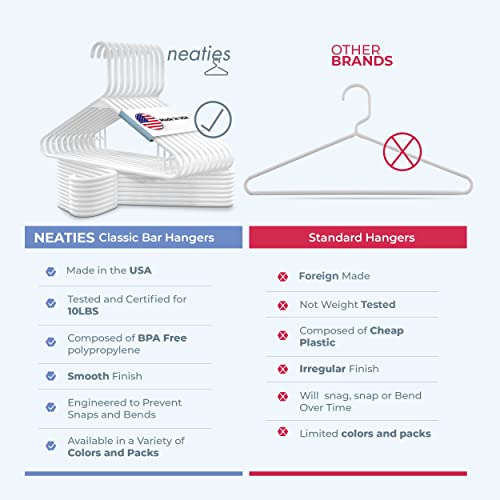 neaties
OTHER
BRANDS
Made in USA
NEATIES Classic Bar Hangers
Made in the USA
Tested and Certified for
10LBS
Composed of BPA Free
polypropylene
Smooth Finish
Engineered to Prevent
Snaps and Bends
Available in a Variety of
Colors and Packs
Standard Hangers
Foreign Made
Not Weight Tested
Composed of Cheap
Plastic
Irregular Finish
Will snag, snap or Bend
Over Time
Limited colors and packs